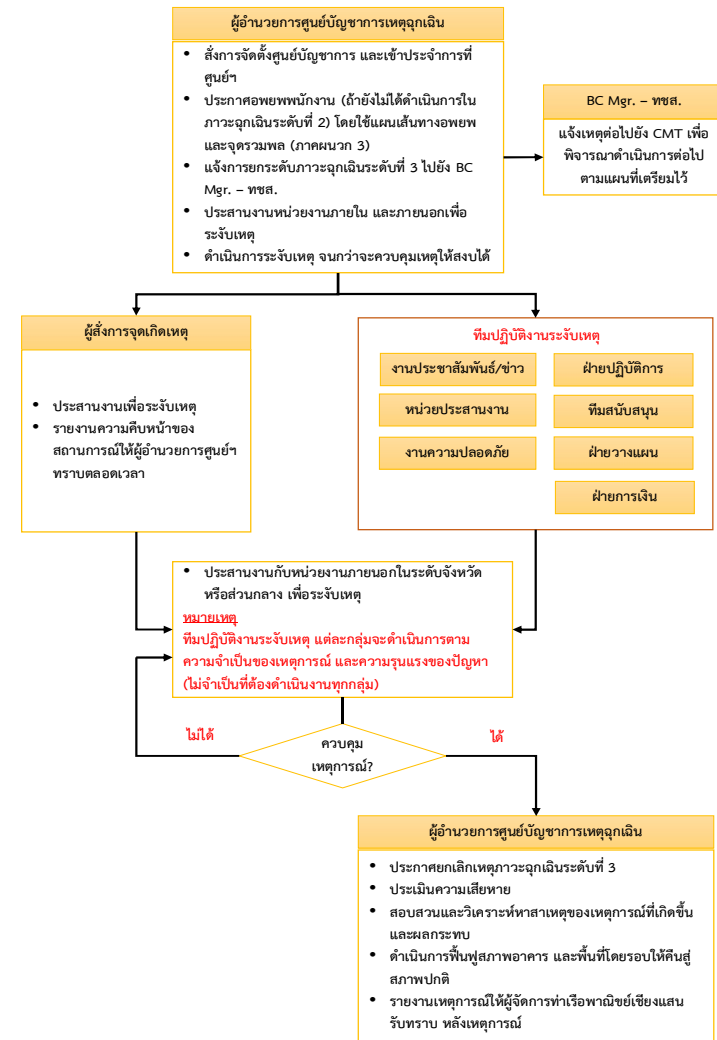 ผู้อำนวยการศูนย์บัญชาการเหตุฉุกเฉิน
• สั่งการจัดตั้งศูนย์บัญชาการ และเข้าประจำการที่
ศูนย์ฯ
• ประกาศอพยพพนักงาน (ถ้ายังไม่ได้ดำเนินการใน
ภาวะฉุกเฉินระดับที่ 2) โดยใช้แผนเส้นทางอพยพ
และจุดรวมพล (ภาคผนวก 3)
• แจ้งการยกระดับภาวะฉุกเฉินระดับที่ 3 ไปยัง BC
Mgr. – ทชส.
• ประสานงานหน่วยงานภายใน และภายนอกเพื่อ
ระงับเหตุ
• ดำเนินการระงับเหตุ จนกว่าจะควบคุมเหตุให้สงบได้
BC Mgr. – ทชส.
แจ้งเหตุต่อไปยัง CMT เพื่อ
พิจารณาดำเนินการต่อไป
ตามแผนที่เตรียมไว้
ผู้สั่งการจุดเกิดเหตุ
• ประสานงานเพื่อระงับเหตุ
• รายงานความคืบหน้าของ
สถานการณ์ให้ผู้อำนวยการศูนย์ฯ
ทราบตลอดเวลา
ทีมปฏิบัติงานระงับเหตุ
งานประชาสัมพันธ์/ข่าว
ฝ่ายปฏิบัติการ
หน่วยประสานงาน
ทีมสนับสนุน
งานความปลอดภัย
ฝ่ายวางแผน
ฝ่ายการเงิน
• ประสานงานกับหน่วยงานภายนอกในระดับจังหวัด
หรือส่วนกลาง เพื่อระงับเหตุ
หมายเหตุ
ทีมปฏิบัติงานระงับเหตุ แต่ละกลุ่มจะดำเนินการตาม
ความจำเป็นของเหตุการณ์ และความรุนแรงของปัญหา
(ไม่จำเป็นที่ต้องดำเนินงานทุกกลุ่ม)
ไม่ได้
ควบคุม
เหตุการณ์?
ได้
ผู้อำนวยการศูนย์บัญชาการเหตุฉุกเฉิน
• ประกาศยกเลิกเหตุภาวะฉุกเฉินระดับที่ 3
• ประเมินความเสียหาย
• สอบสวนและวิเคราะห์หาสาเหตุของเหตุการณ์ที่เกิดขึ้น
และผลกระทบ
• ดำเนินการฟื้นฟูสภาพอาคาร และพื้นที่โดยรอบให้คืนสู่
สภาพปกติ
• รายงานเหตุการณ์ให้ผู้จัดการท่าเรือพาณิชย์เชียงแสน
รับทราบ หลังเหตุการณ์